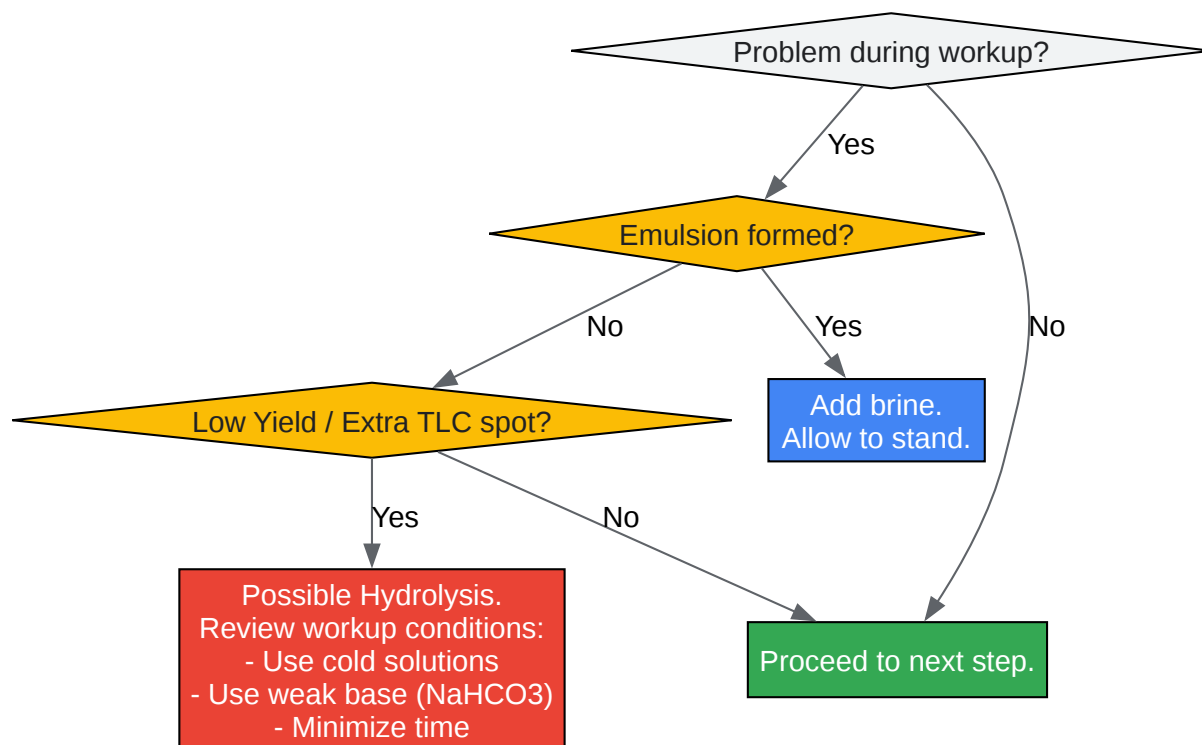 Problem during workup?
Yes
Emulsion formed?
No
Yes
No
Low Yield / Extra TLC spot?
Add brine.
Allow to stand.
Yes
No
Possible Hydrolysis.
Review workup conditions:
- Use cold solutions
- Use weak base (NaHCO3)
- Minimize time
Proceed to next step.